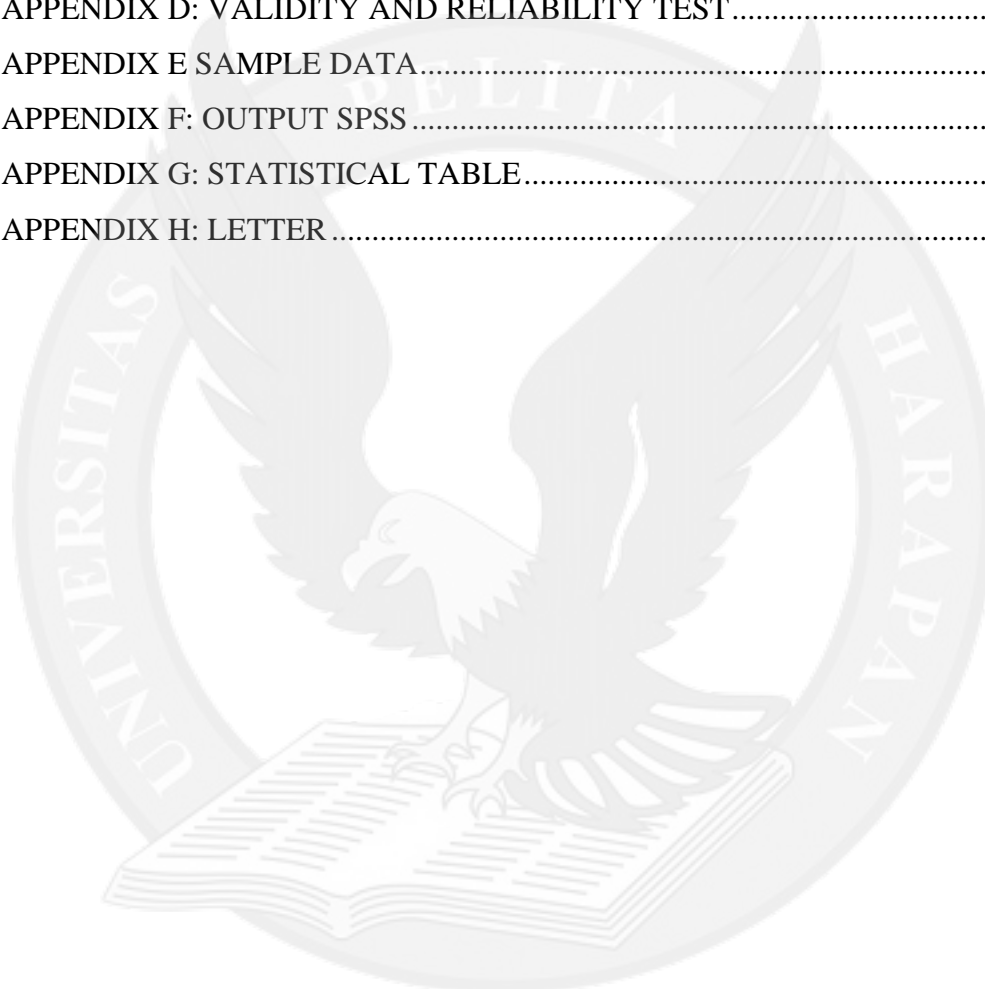 APPENDIX D: VALIDITY AND RELIABILITY TEST................................
APPENDIX E SAMPLE DATA................................................................
APPENDIX F: OUTPUT SPSS................................................................
APPENDIX G: STATISTICAL TABLE....................................................
APPENDIX H: LETTER........................................................................
UNIVERSITAS PELITA HARAPAN